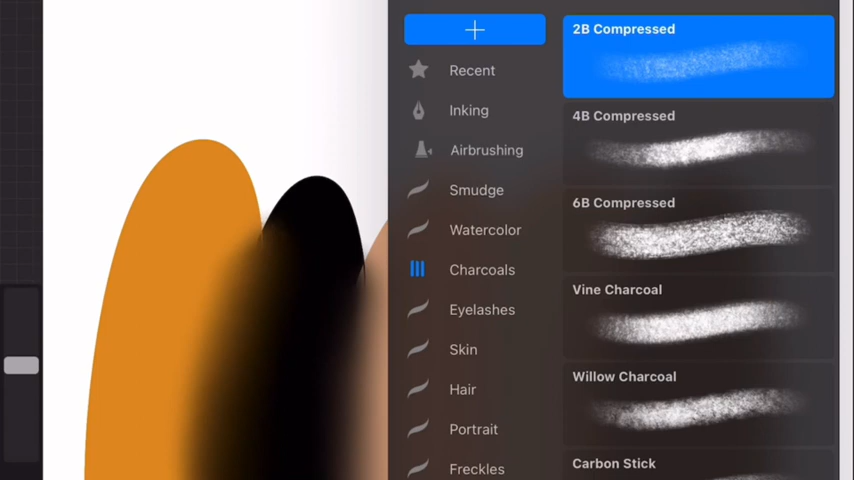 Recent
Inking
Airbrushing
Smudge
Watercolor
Charcoals
Eyelashes
Skin
Hair
Portrait
Freckles
2B Compressed
4B Compressed
6B Compressed
Vine Charcoal
Willow Charcoal
Carbon Stick